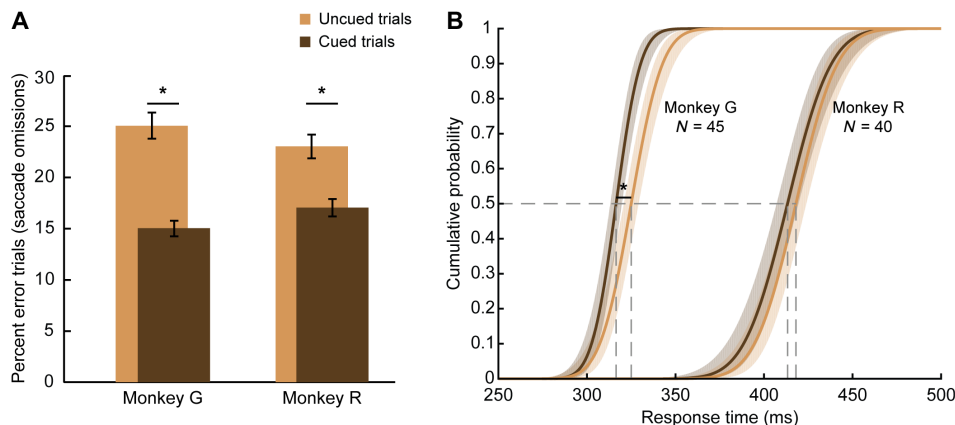 A
Uncued trials
Cued trials
Percent error trials (saccade omissions)
30
25
20
15
10
5
0
*
*
Monkey G
Monkey R
B
Cumulative probability
1
0.9
0.8
0.7
0.6
0.5
0.4
0.3
0.2
0.1
0
Monkey G
N = 45
Monkey R
N = 40
*
250
300
350
400
450
500
Response time (ms)